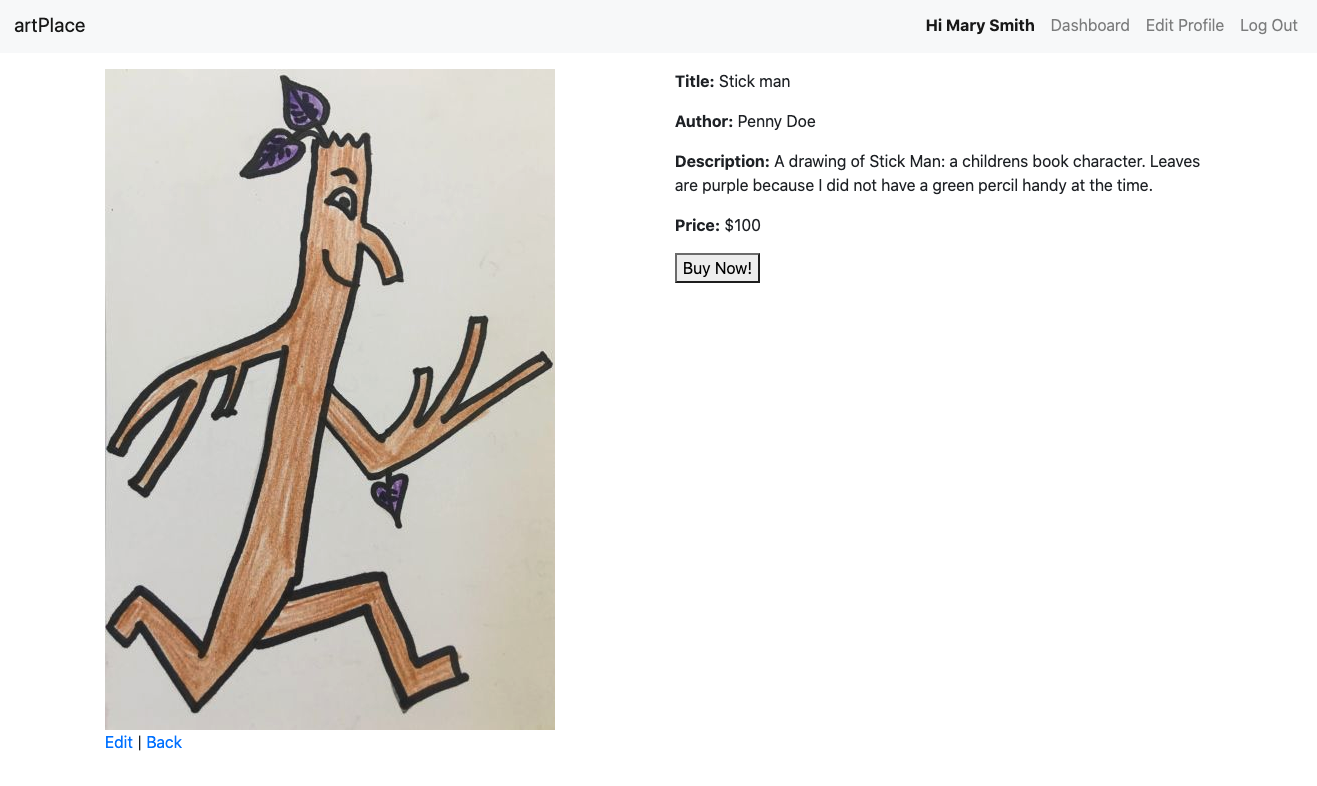 artPlace
Hi Mary Smith Dashboard Edit Profile Log Out
Title: Stick man
Author: Penny Doe
Description: A drawing of Stick Man: a childrens book character. Leaves
are purple because I did not have a green percil handy at the time.
Price: $100
Buy Now!
Edit | Back